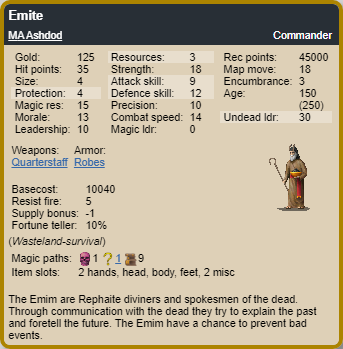 Emite
MA Ashdod Commander
Gold: 125 Resources: 3 Rec points: 45000
Hit points: 35 Strength: 18 Map move: 18
Size: 4 Attack skill: 9 Encumbrance: 3
Protection: 4 Defence skill: 12 Age: 150
Magic res: 15 Precision: 10 (250)
Morale: 13 Combat speed: 14 Undead ldr: 30
Leadership: 10 Magic ldr: 0
Weapons: Armor:
Quarterstaff Robes
Basecost: 10040
Resist fire: 5
Supply bonus: -1
Fortune teller: 10%
(Wasteland-survival)
Magic paths: 1 ? 1 9
Item slots: 2 hands, head, body, feet, 2 misc
The Emim are Rephaite diviners and spokesmen of the dead.
Through communication with the dead they try to explain the past
and foretell the future. The Emim have a chance to prevent bad
events.